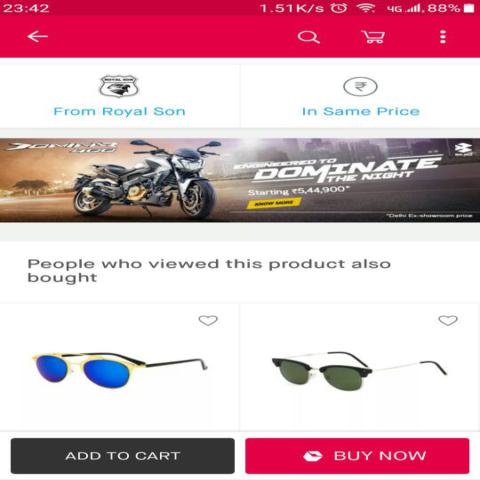 23:42
1.51K/s 4G 88%
ROYAL SON
₹
From Royal Son
In Same Price
DOMINAR
400
ENGINEERED TO
DOMINATE
THE NIGHT
Starting ₹5,44,900*
KNOW MORE
*Delhi Ex-showroom price
People who viewed this product also
bought
ADD TO CART
BUY NOW